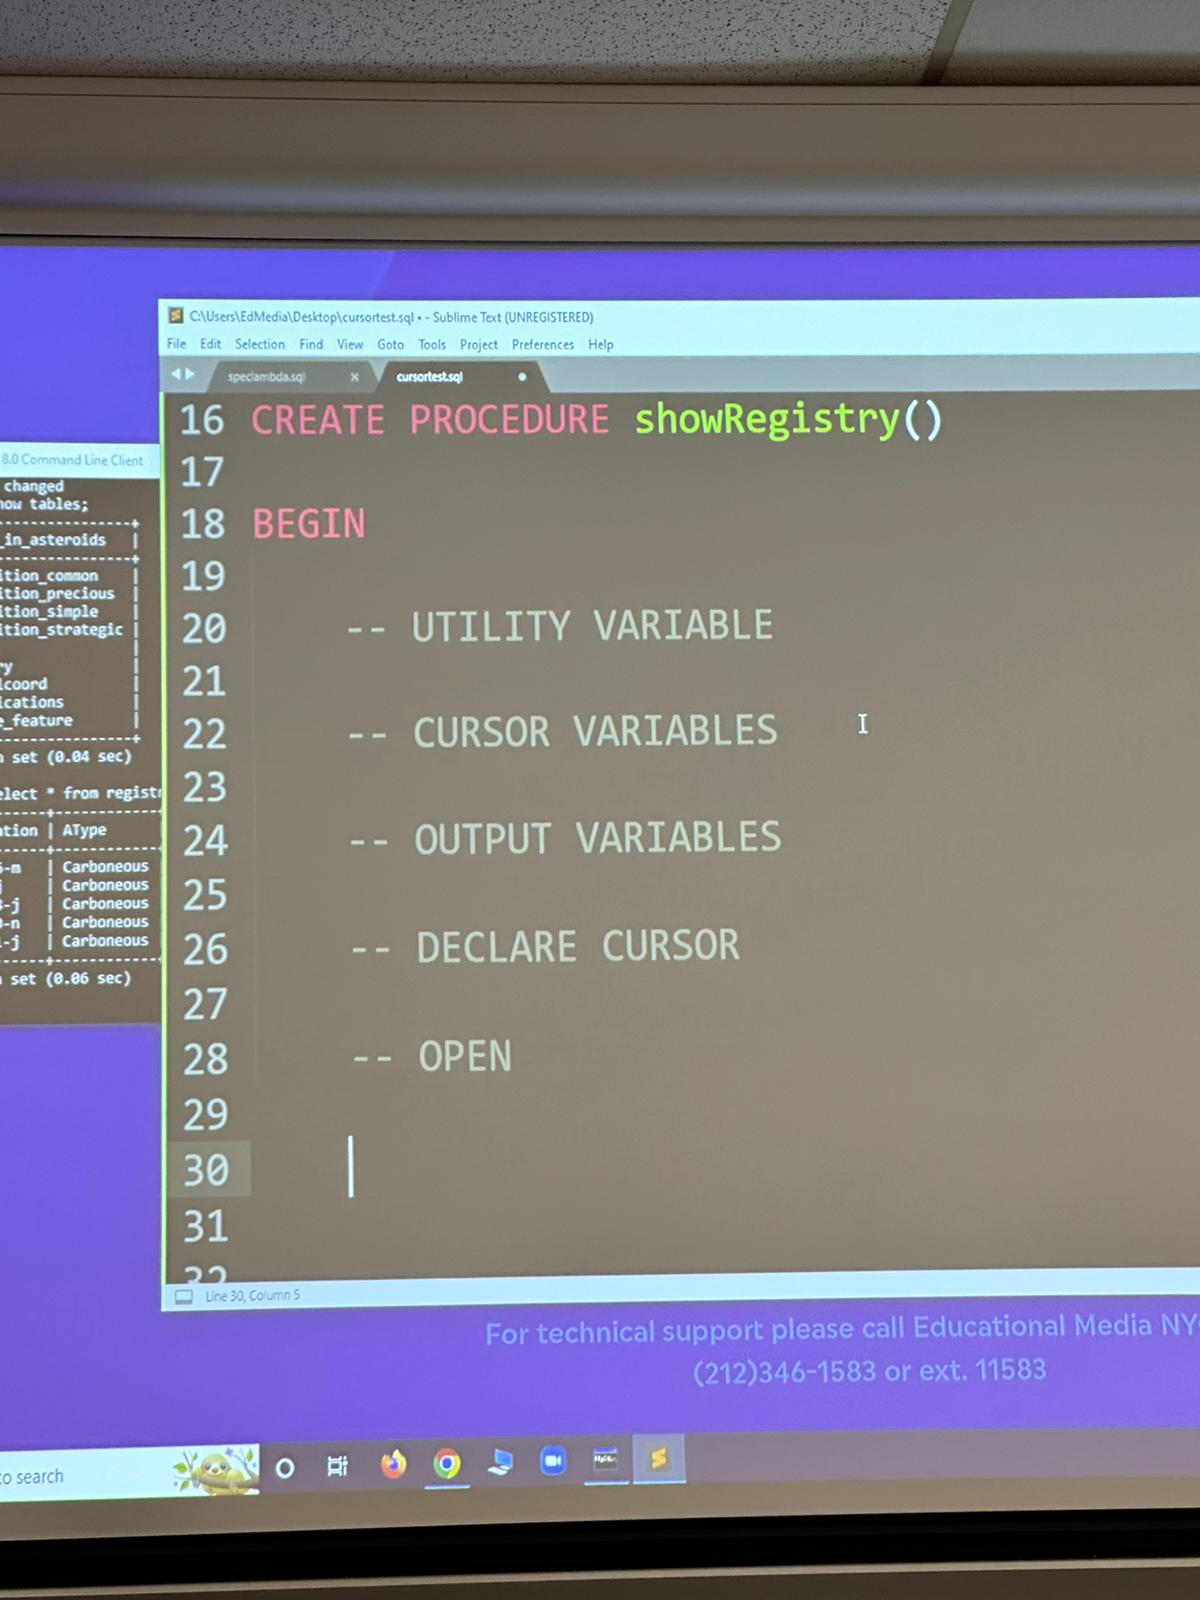 C:\Users\EdMedia\Desktop\cursortest.sql • - Sublime Text (UNREGISTERED)
File Edit Selection Find View Goto Tools Project Preferences Help
speclambda.sql × cursortest.sql
16 CREATE PROCEDURE showRegistry()
17
18 BEGIN
19
20 -- UTILITY VARIABLE
21
22 -- CURSOR VARIABLES
23
24 -- OUTPUT VARIABLES
25
26 -- DECLARE CURSOR
27
28 -- OPEN
29
30
31
32
Line 30, Column 5
8.0 Command Line Client
changed
how tables;
_in_asteroids |
ition_common |
ition_precious |
ition_simple |
ition_strategic |
ry |
lcoord |
ications |
e_feature |
set (0.04 sec)
elect * from registr
ation | AType
-m | Carboneous
j | Carboneous
-j | Carboneous
-n | Carboneous
-j | Carboneous
set (0.06 sec)
For technical support please call Educational Media NY
(212)346-1583 or ext. 11583
to search